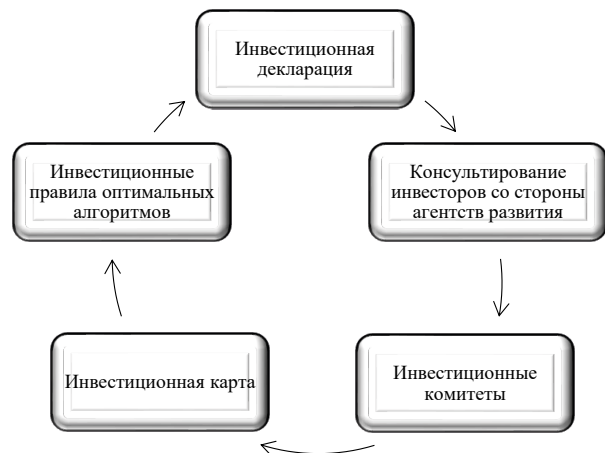 Инвестиционная
декларация
Инвестиционные
правила оптимальных
алгоритмов
Консультирование
инвесторов со стороны
агентств развития
Инвестиционная карта
Инвестиционные
комитеты